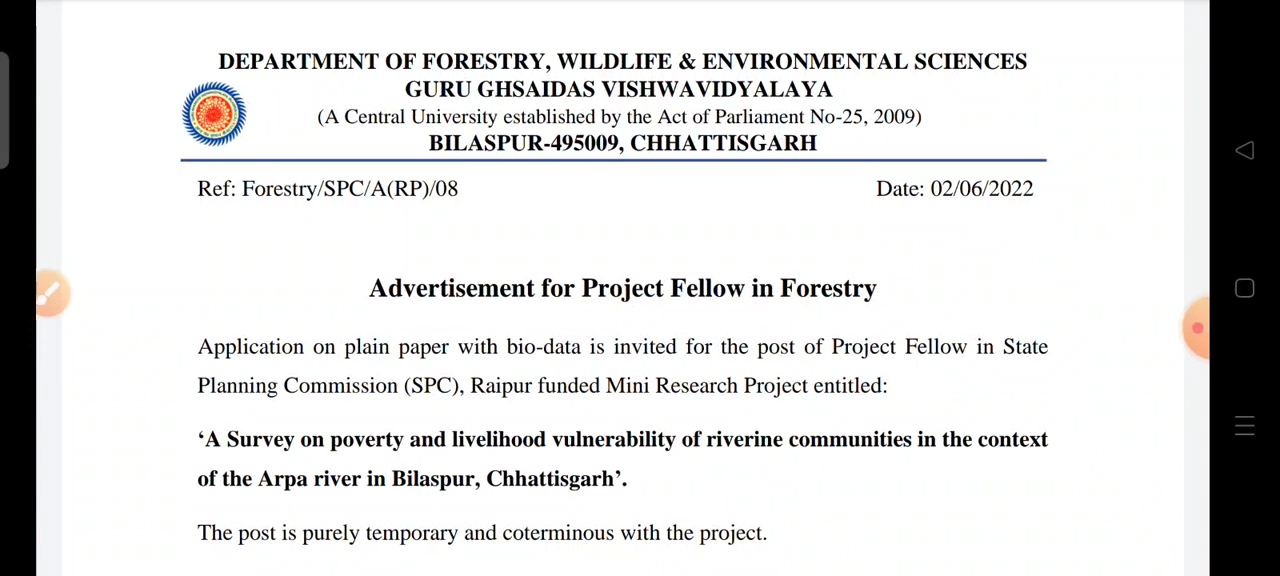 DEPARTMENT OF FORESTRY, WILDLIFE & ENVIRONMENTAL SCIENCES
GURU GHSAIDAS VISHWAVIDYALAYA
(A Central University established by the Act of Parliament No-25, 2009)
BILASPUR-495009, CHHATTISGARH
Ref: Forestry/SPC/A(RP)/08 Date: 02/06/2022
Advertisement for Project Fellow in Forestry
Application on plain paper with bio-data is invited for the post of Project Fellow in State
Planning Commission (SPC), Raipur funded Mini Research Project entitled:
‘A Survey on poverty and livelihood vulnerability of riverine communities in the context
of the Arpa river in Bilaspur, Chhattisgarh’.
The post is purely temporary and coterminous with the project.